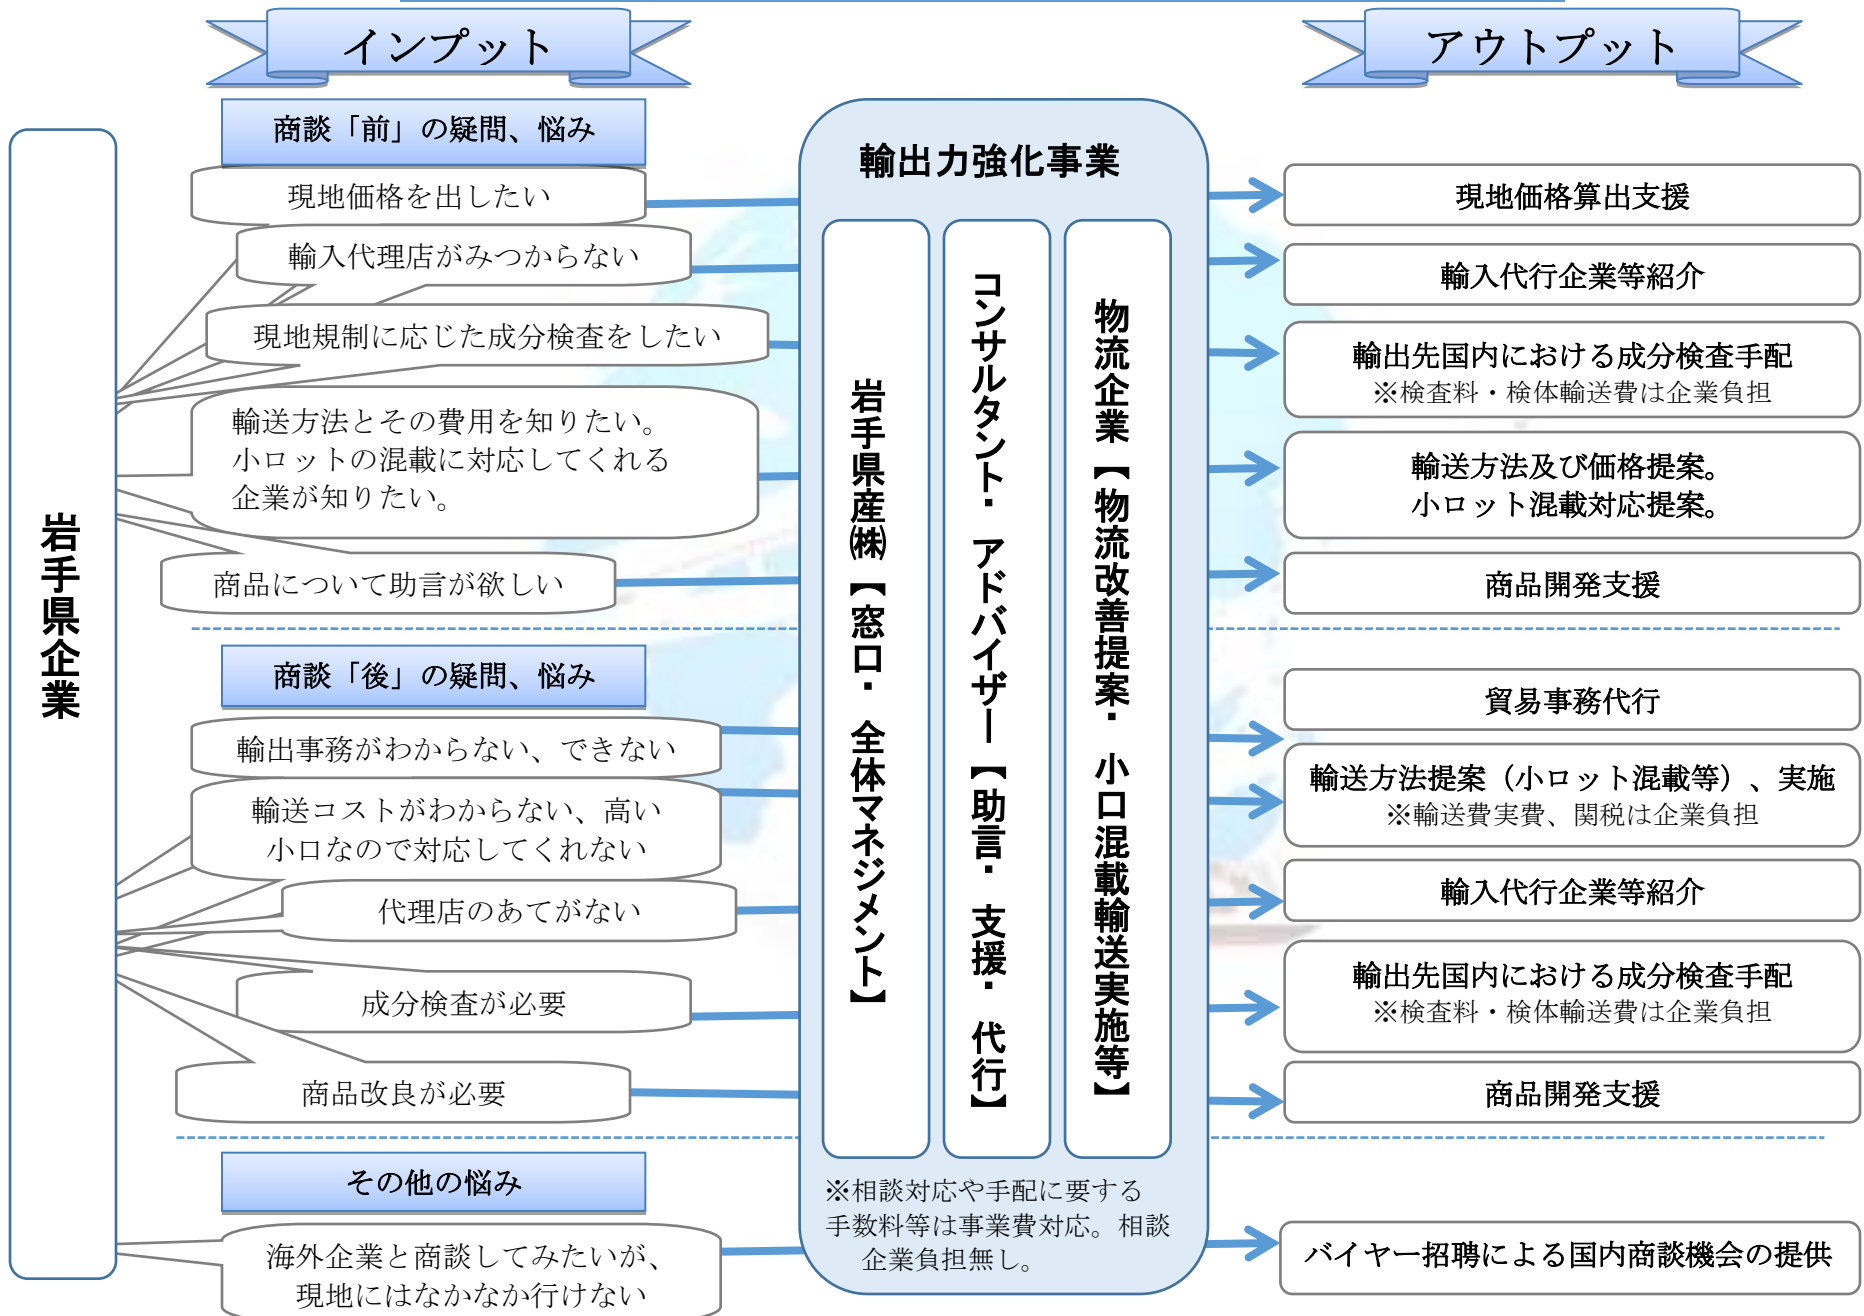 インプット
アウトプット
岩手県企業
商談「前」の疑問、悩み
現地価格を出したい
輸入代理店がみつからない
現地規制に応じた成分検査をしたい
輸送方法とその費用を知りたい。
小ロットの混載に対応してくれる
企業が知りたい。
商品について助言が欲しい
商談「後」の疑問、悩み
輸出事務がわからない、できない
輸送コストがわからない、高い
小口なので対応してくれない
代理店のあてがない
成分検査が必要
商品改良が必要
その他の悩み
海外企業と商談してみたいが、
現地にはなかなか行けない
輸出力強化事業
岩手県産㈱【窓口・全体マネジメント】
コンサルタント・アドバイザー【助言・支援・代行】
物流企業【物流改善提案・小口混載輸送実施等】
※相談対応や手配に要する
手数料等は事業費対応。相談
企業負担無し。
現地価格算出支援
輸入代行企業等紹介
輸出先国内における成分検査手配
※検査料・検体輸送費は企業負担
輸送方法及び価格提案。
小ロット混載対応提案。
商品開発支援
貿易事務代行
輸送方法提案（小ロット混載等）、実施
※輸送費実費、関税は企業負担
輸入代行企業等紹介
輸出先国内における成分検査手配
※検査料・検体輸送費は企業負担
商品開発支援
バイヤー招聘による国内商談機会の提供